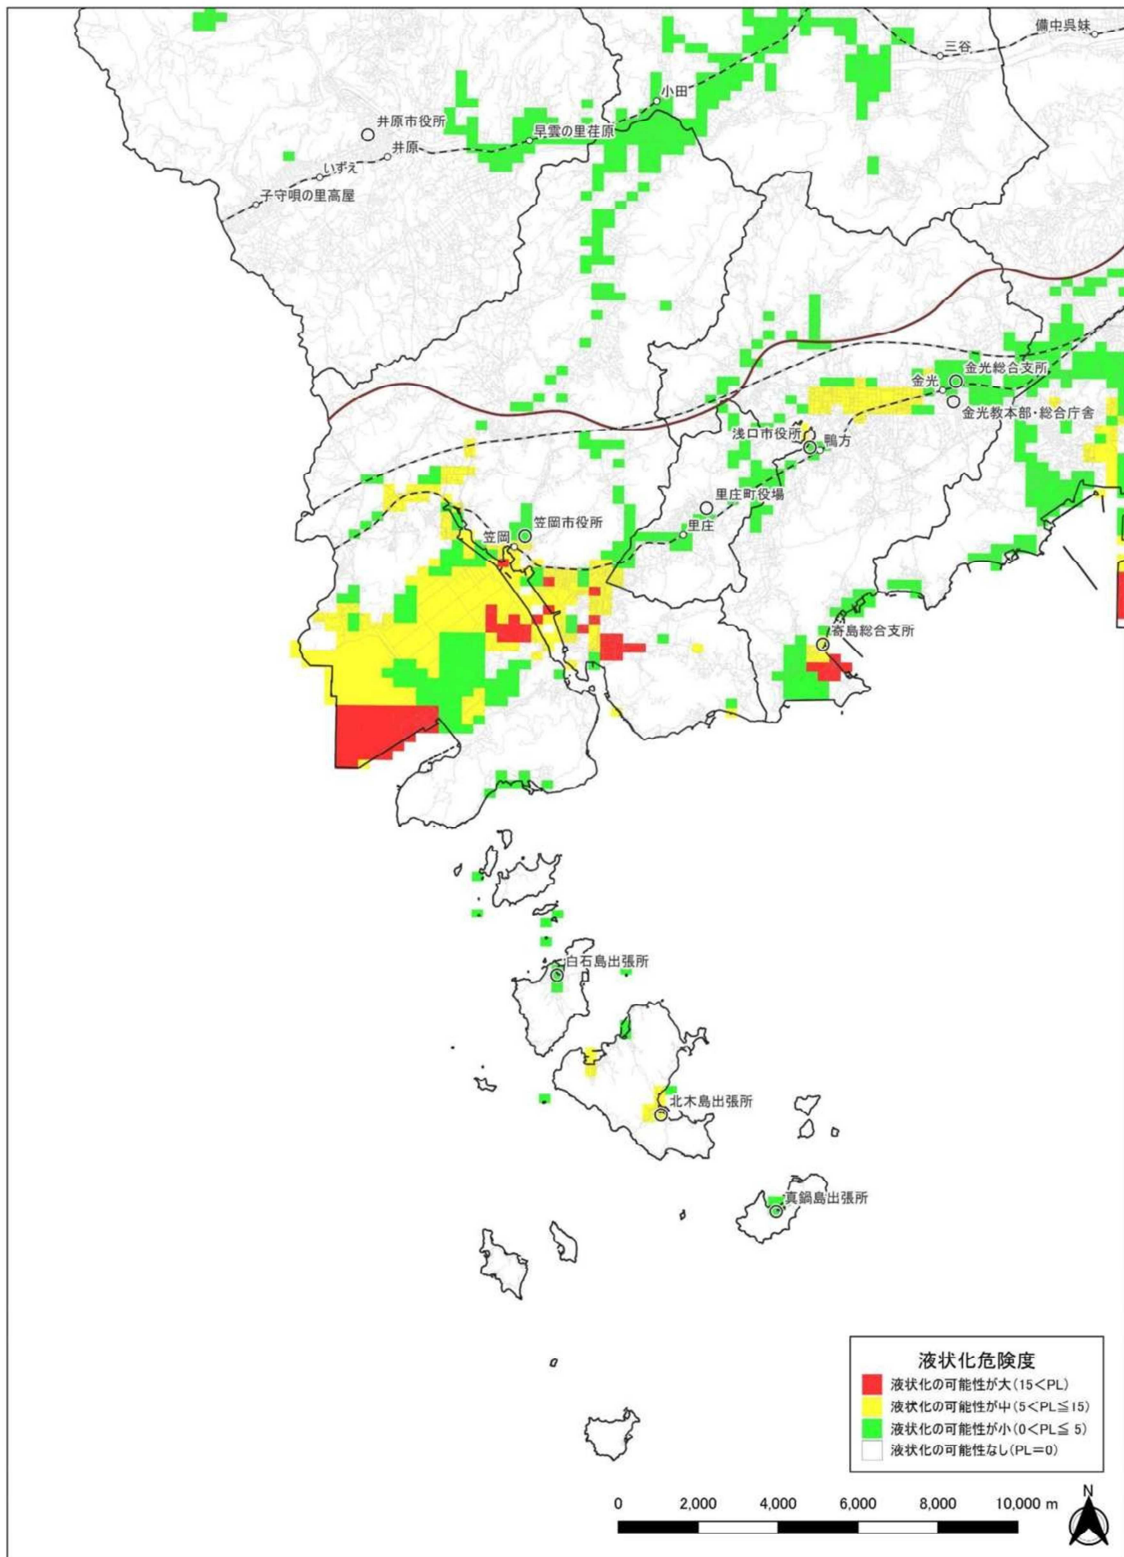 備中呉妹
三谷
小田
井原市役所
早雲の里荏原
井原
いずえ
子守唄の里高屋
金光総合支所
金光
金光教本部・総合庁舎
浅口市役所
鴨方
里庄町役場
笠岡市役所
笠岡
里庄
寄島総合支所
白石島出張所
北木島出張所
真鍋島出張所
液状化危険度
液状化の可能性が大(15<PL)
液状化の可能性が中(5<PL≦15)
液状化の可能性が小(0<PL≦ 5)
液状化の可能性なし(PL=0)
N
0 2,000 4,000 6,000 8,000 10,000 m